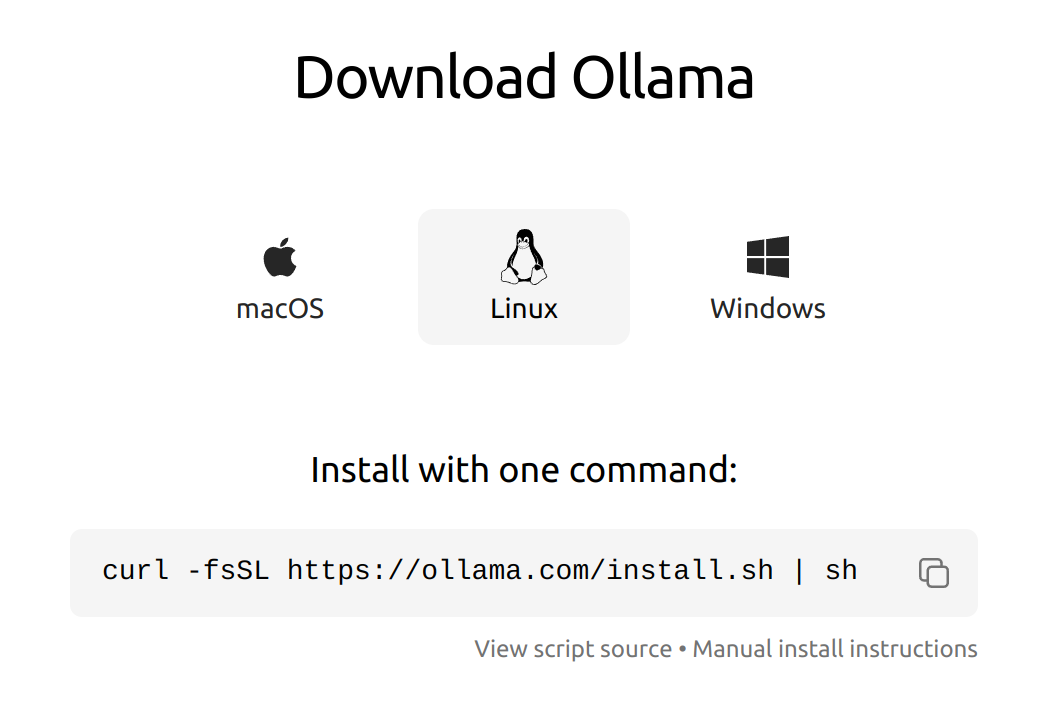 Download Ollama
macOS
Linux
Windows
Install with one command:
curl -fsSL https://ollama.com/install.sh | sh
View script source • Manual install instructions